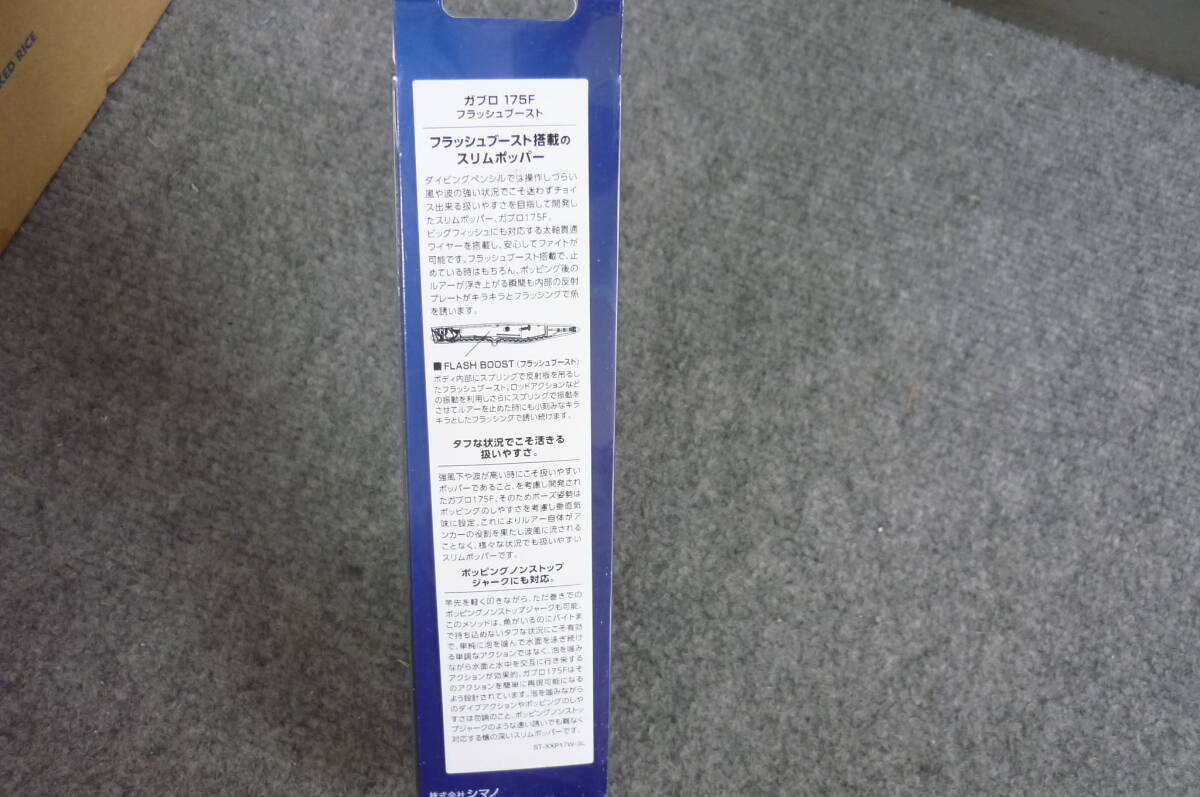 KED RICE
ガブロ 175F
フラッシュブースト
フラッシュブースト搭載の
スリムポッパー
ダイビングペンシルでは操作しづらい
風や波の強い状況でこそ迷わずチョイ
ス出来る扱いやすさを目指して開発し
たスリムポッパー、ガブロ175F。
ビッグフィッシュにも対応する太軸貫通
ワイヤーを搭載し、安心してファイトが
可能です。フラッシュブースト搭載で、止
めている時はもちろん、ポッピング後の
ルアーが浮き上がる瞬間も内部の反射
プレートがキラキラとフラッシングで魚
を誘います。
■ FLASH BOOST (フラッシュブースト)
ボディ内部にスプリングで反射板を吊るし
たフラッシュブースト。ロッドアクションなど
の振動を利用しさらにスプリングで振動を
させてルアーを止めた時にも小刻みなキラ
キラとしたフラッシングで誘い続けます。
タフな状況でこそ活きる
扱いやすさ。
強風下や波が高い時にこそ扱いやすい
ポッパーであること、を考慮し開発され
たガブロ175F。そのためポーズ姿勢は
ポッピングのしやすさを考慮し垂直気
味に設定。これによりルアー自体がア
ンカーの役割を果たし波風に流される
ことなく、様々な状況でも扱いやすい
スリムポッパーです。
ポッピングノンストップ
ジャークにも対応。
竿先を軽く叩きながら、ただ巻きでの
ポッピングノンストップジャークも可能。
このメソッドは、魚がいるのにバイトま
で持ち込めないタフな状況にこそ有効
で、単純に泡を噛んで水面を泳ぎ続け
る単調なアクションではなく、泡を噛み
ながら水面と水中を交互に行き来する
アクションが効果的。ガブロ175Fはそ
のアクションを簡単に再現可能になる
よう設計されています。泡を噛みながら
のダイブアクションやポッピングのしや
すさは勿論のこと、ポッピングノンストッ
プジャークのような速い誘いでも難なく
対応する懐の深いスリムポッパーです。
ST-XXP17W-3L
株式会社シマノ